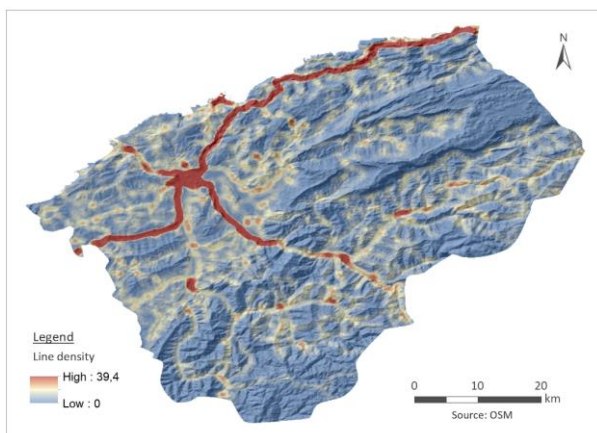 N
Legend
Line density
High : 39,4
Low : 0
0 10 20
km
Source: OSM